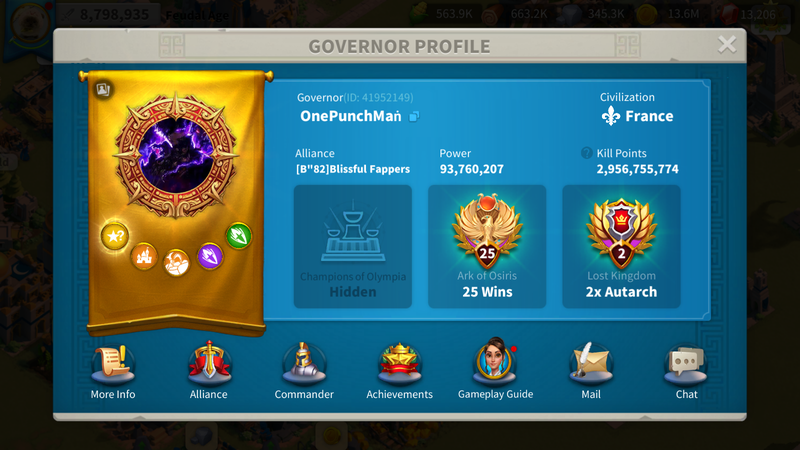 8,798,935 Feudal Age 563.9K 663.2K 345.3K 13.6M 13,206
GOVERNOR PROFILE
Governor(ID: 41952149)
OnePunchMaṅ
Civilization
France
Alliance
[B"82]Blissful Fappers
Power
93,760,207
Kill Points
2,956,755,774
Champions of Olympia
Hidden
25
Ark of Osiris
25 Wins
2
Lost Kingdom
2x Autarch
More Info
Alliance
Commander
Achievements
Gameplay Guide
Mail
Chat